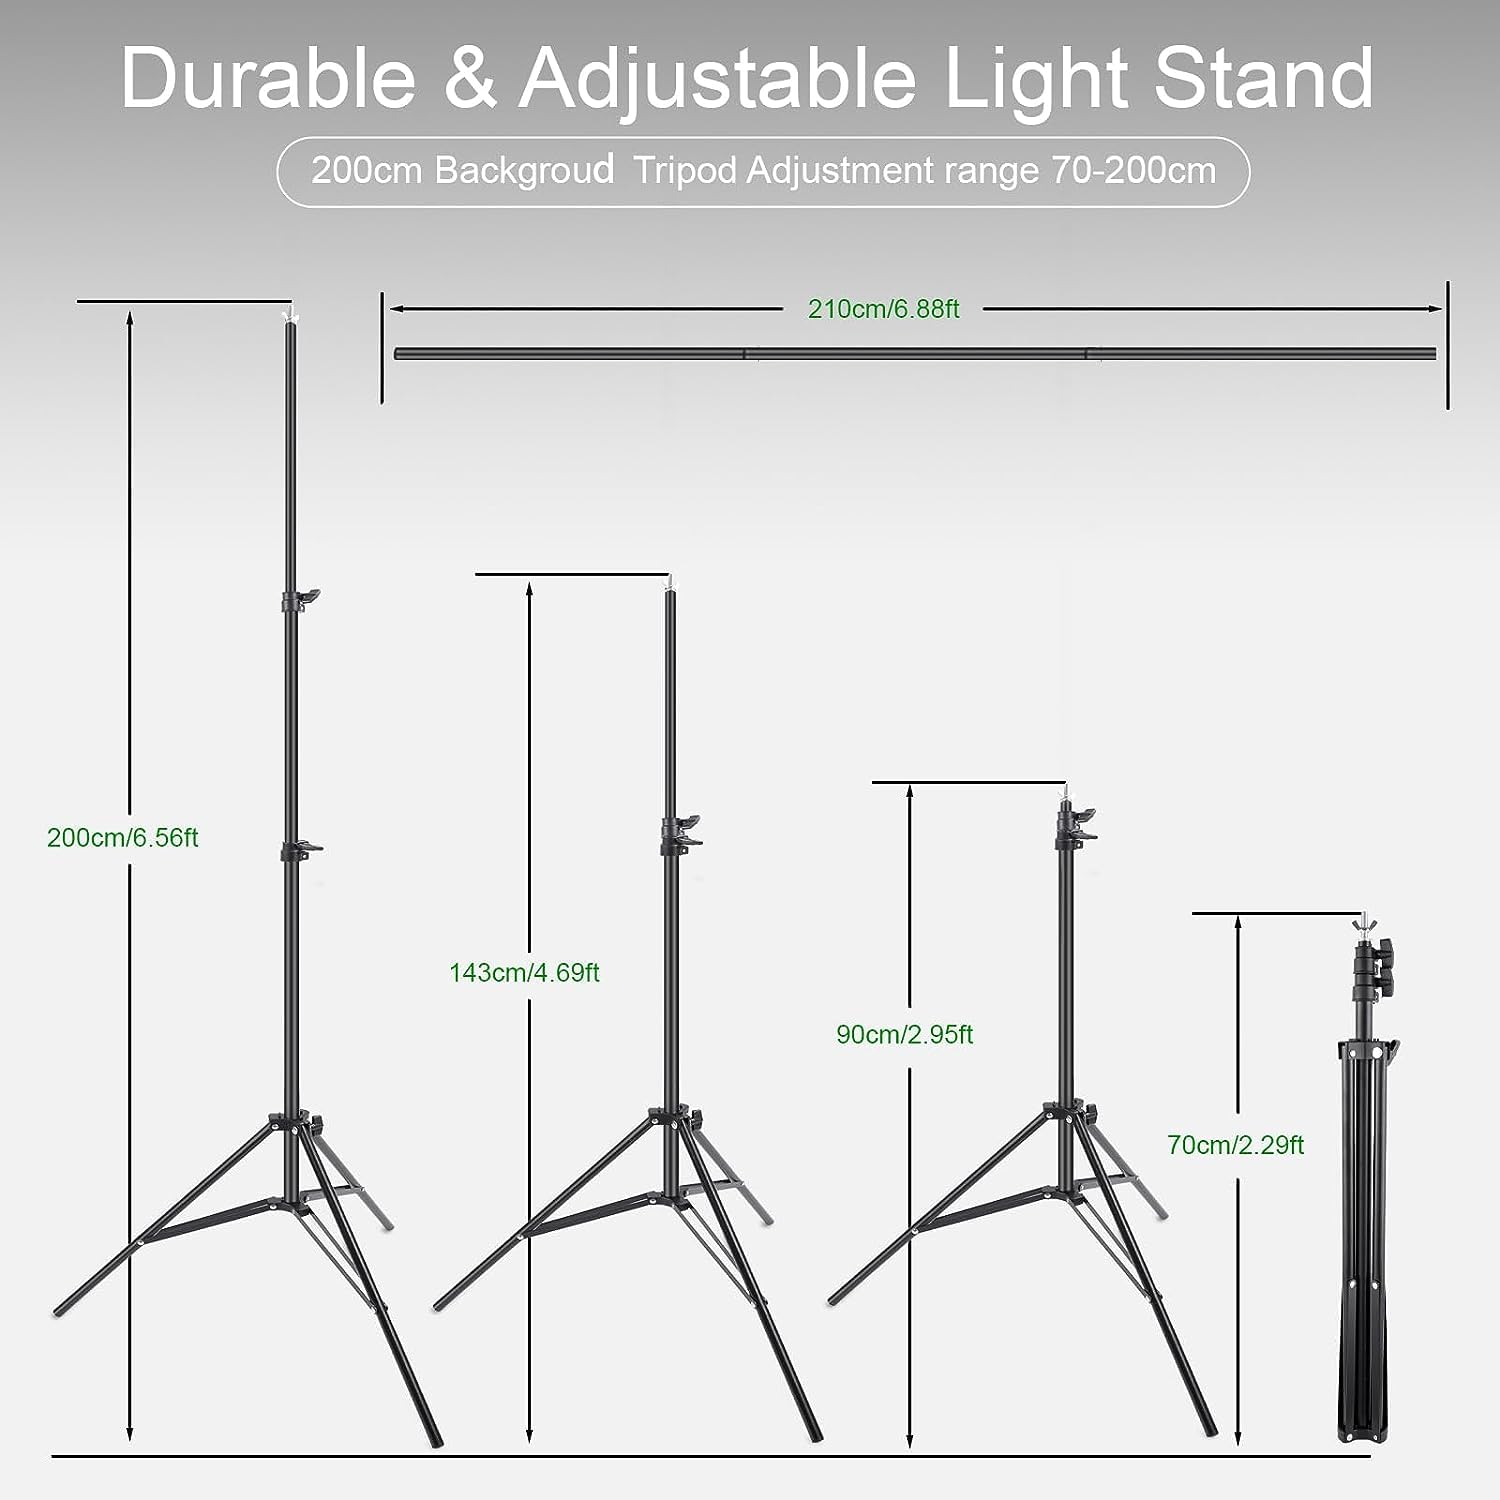 Durable & Adjustable Light Stand
200cm Backgroud Tripod Adjustment range 70-200cm
210cm/6.88ft
200cm/6.56ft
143cm/4.69ft
90cm/2.95ft
70cm/2.29ft